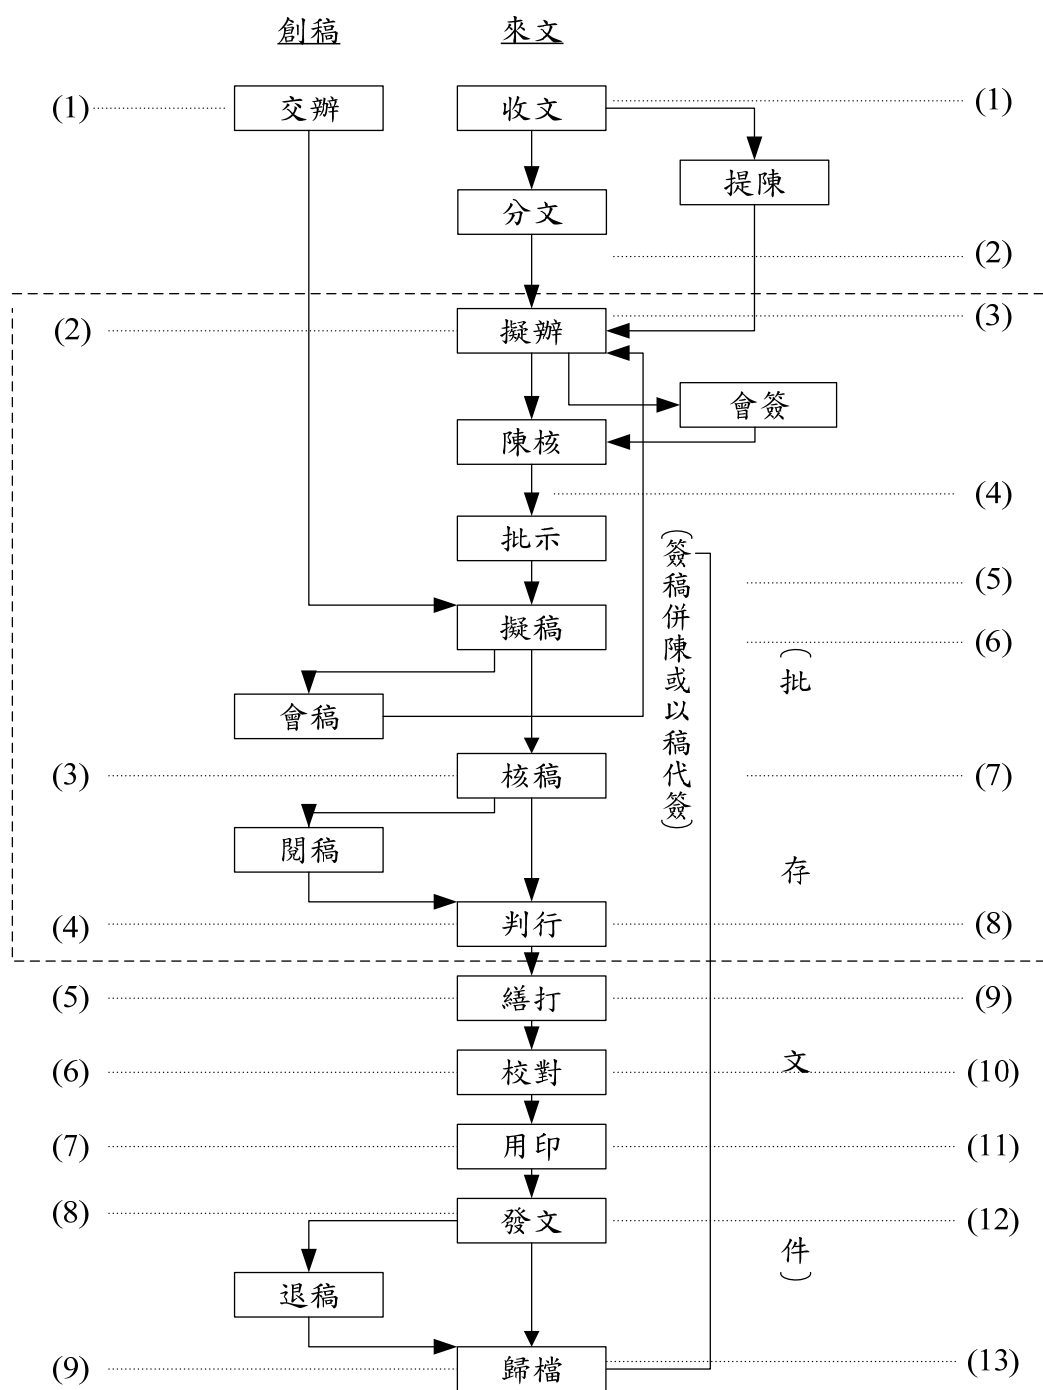 創稿 來文
(1) 交辦 收文 (1)
提陳
分文
(2)
(2) 擬辦 (3)
會簽
陳核
(4)
批示
(簽稿併陳或以稿代簽)
(5)
擬稿
(6)
(批存文件)
會稿
(3) 核稿 (7)
閱稿
(4) 判行 (8)
(5) 繕打 (9)
(6) 校對 (10)
(7) 用印 (11)
(8) 發文 (12)
退稿
(9) 歸檔 (13)